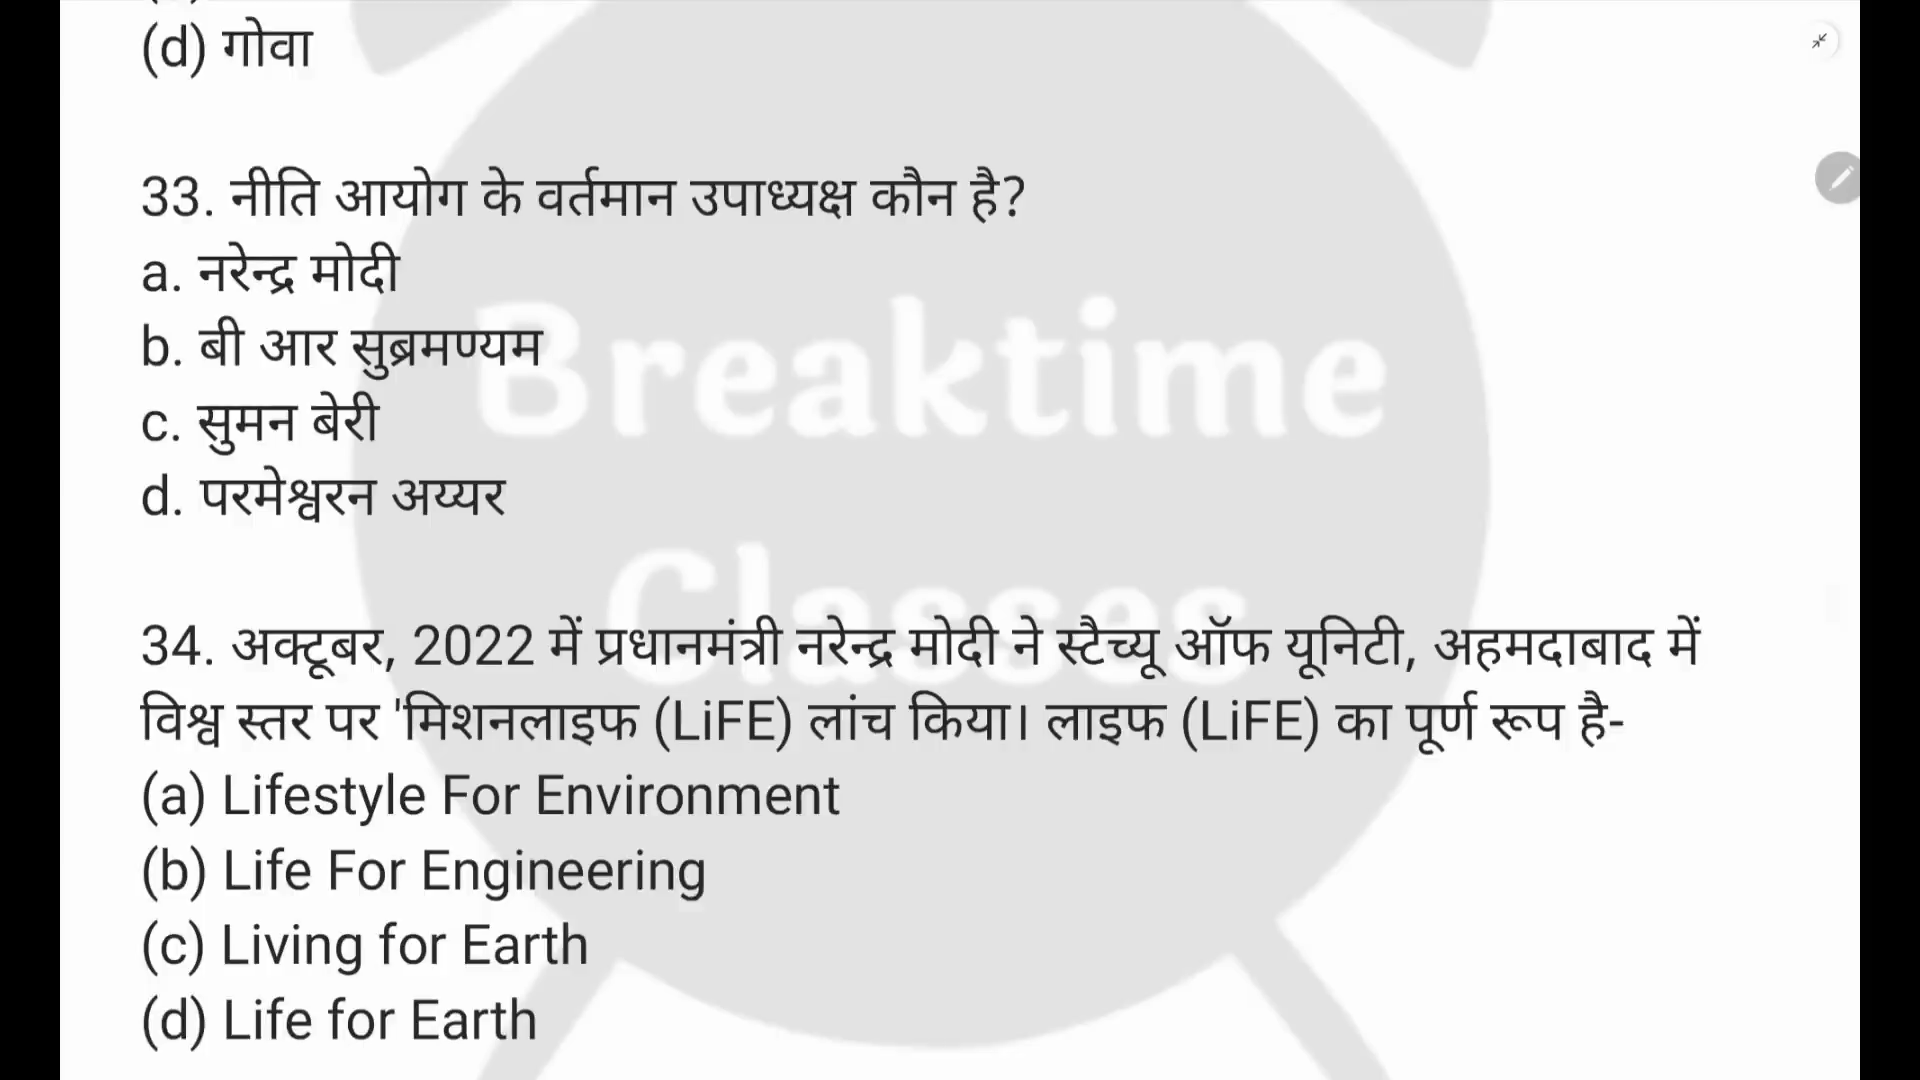 (d) गोवा
33. नीति आयोग के वर्तमान उपाध्यक्ष कौन है?
a. नरेन्द्र मोदी
b. बी आर सुब्रमण्यम
c. सुमन बेरी
d. परमेश्वरन अय्यर
Breaktime
Classes
34. अक्टूबर, 2022 में प्रधानमंत्री नरेन्द्र मोदी ने स्टैच्यू ऑफ यूनिटी, अहमदाबाद में
विश्व स्तर पर 'मिशनलाइफ (LiFE) लांच किया। लाइफ (LiFE) का पूर्ण रूप है-
(a) Lifestyle For Environment
(b) Life For Engineering
(c) Living for Earth
(d) Life for Earth